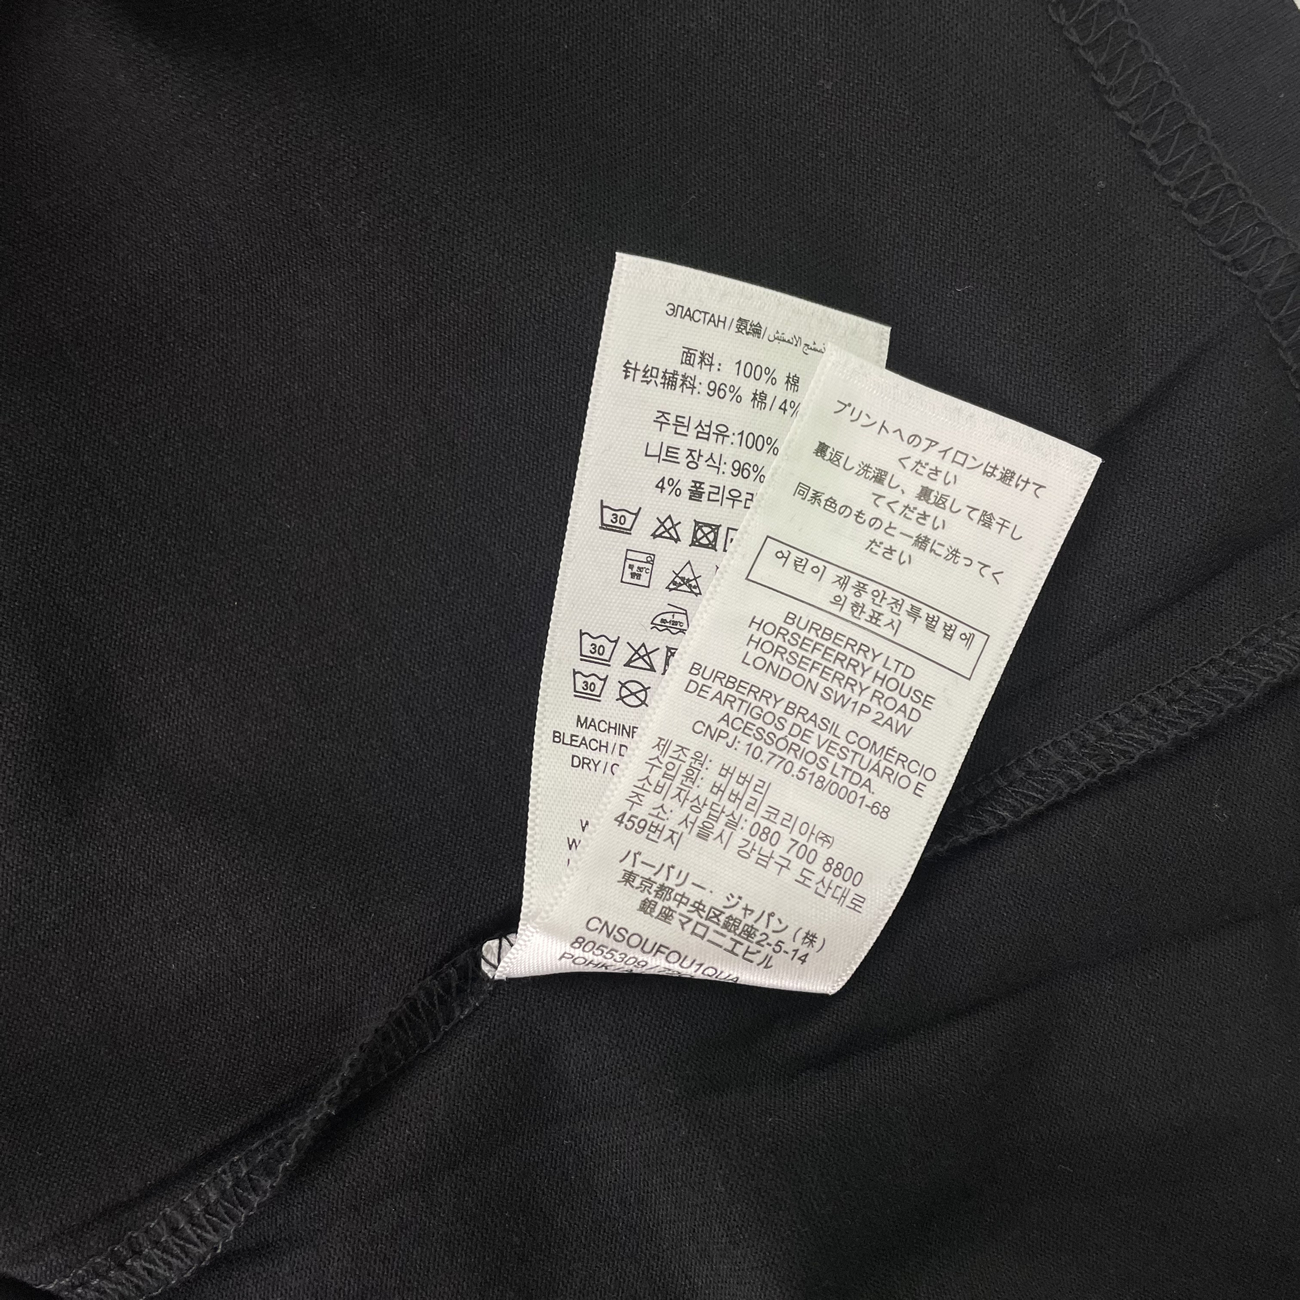 ЭЛАСТАН / 氨綸 /
面料: 100% 棉
针织辅料: 96% 棉 / 4%
주된 섬유:100%
니트 장식: 96%
4% 폴리우레
30
30
30
MACHINE
BLEACH / D
DRY /
プリントへのアイロンは避けて
ください
裏返し洗濯し、裏返して陰干し
てください
同系色のものと一緒に洗ってく
ださい
어린이 제품안전특별법에
의한표시
BURBERRY LTD
HORSEFERRY HOUSE
HORSEFERRY ROAD
LONDON SW1P 2AW
BURBERRY BRASIL COMÉRCIO
DE ARTIGOS DE VESTUÁRIO E
ACESSÓRIOS LTDA.
CNPJ: 10.770.518/0001-68
제조원: 버버리
수입원: 버버리코리아㈜
소비자상담실: 080 700 8800
주 소: 서울시 강남구 도산대로
459번지
バーバリー・ジャパン (株)
東京都中央区銀座2-5-14
銀座マロニエビル
CNSOUFOU1QUA
8055309 /